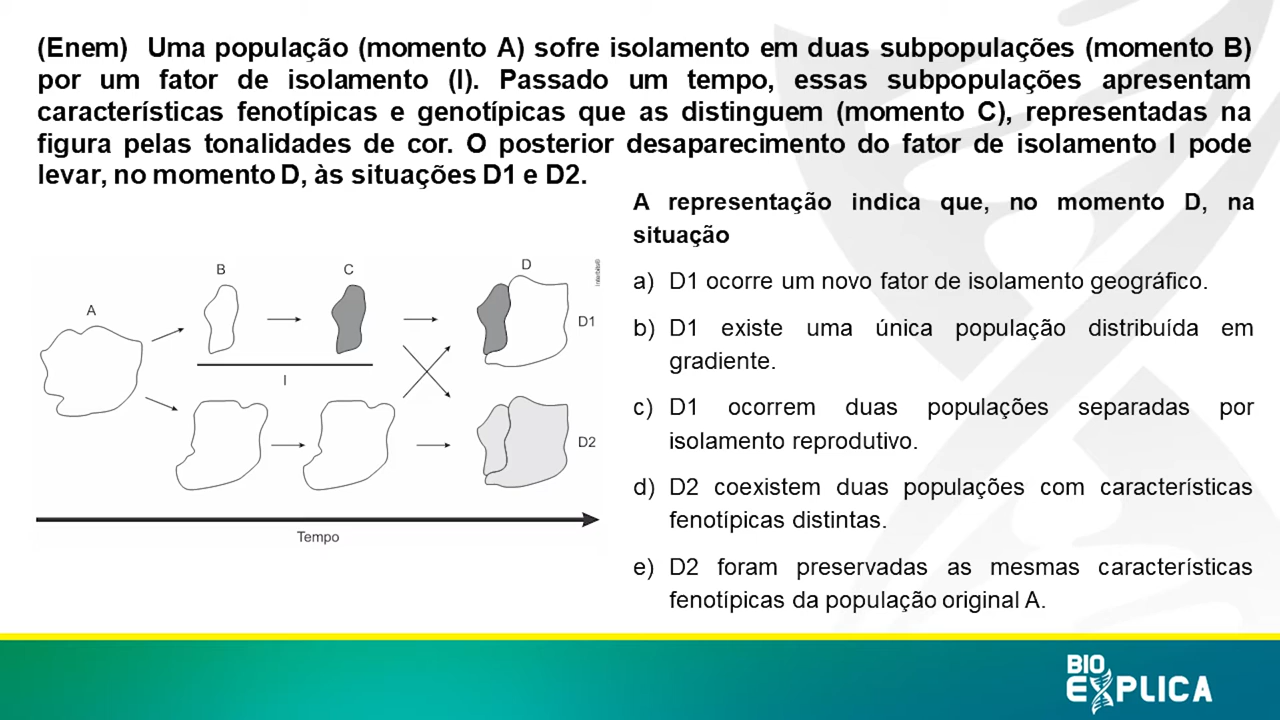 (Enem) Uma população (momento A) sofre isolamento em duas subpopulações (momento B)
por um fator de isolamento (I). Passado um tempo, essas subpopulações apresentam
características fenotípicas e genotípicas que as distinguem (momento C), representadas na
figura pelas tonalidades de cor. O posterior desaparecimento do fator de isolamento I pode
levar, no momento D, às situações D1 e D2.
A representação indica que, no momento D, na
situação
a) D1 ocorre um novo fator de isolamento geográfico.
b) D1 existe uma única população distribuída em
gradiente.
c) D1 ocorrem duas populações separadas por
isolamento reprodutivo.
d) D2 coexistem duas populações com características
fenotípicas distintas.
e) D2 foram preservadas as mesmas características
fenotípicas da população original A.
A
B
C
D
Interbits©
D1
I
D2
Tempo
BIO
EXPLICA